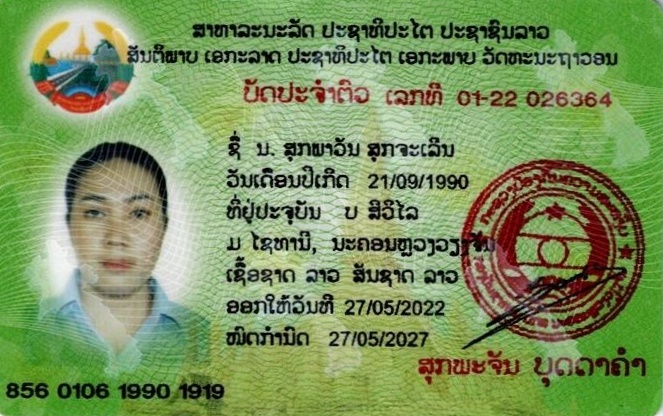 ສາທາລະນະລັດ ປະຊາທິປະໄຕ ປະຊາຊົນລາວ
ສັນຕິພາບ ເອກະລາດ ປະຊາທິປະໄຕ ເອກະພາບ ວັດທະນະຖາວອນ
ບັດປະຈຳຕົວ ເລກທີ 01-22 026364
ຊື່ ນ. ສຸກພາວັນ ສຸກຈະເລີນ
ວັນເດືອນປີເກີດ 21/09/1990
ທີ່ຢູ່ປະຈຸບັນ ບ ສີວິໄລ
ມ ໄຊທານີ, ນະຄອນຫຼວງວຽງຈັນ
ເຊື້ອຊາດ ລາວ ສັນຊາດ ລາວ
ອອກໃຫ້ວັນທີ 27/05/2022
ໝົດກຳນົດ 27/05/2027
ສຸກພະຈັນ ບຸດດາຄຳ
856 0106 1990 1919